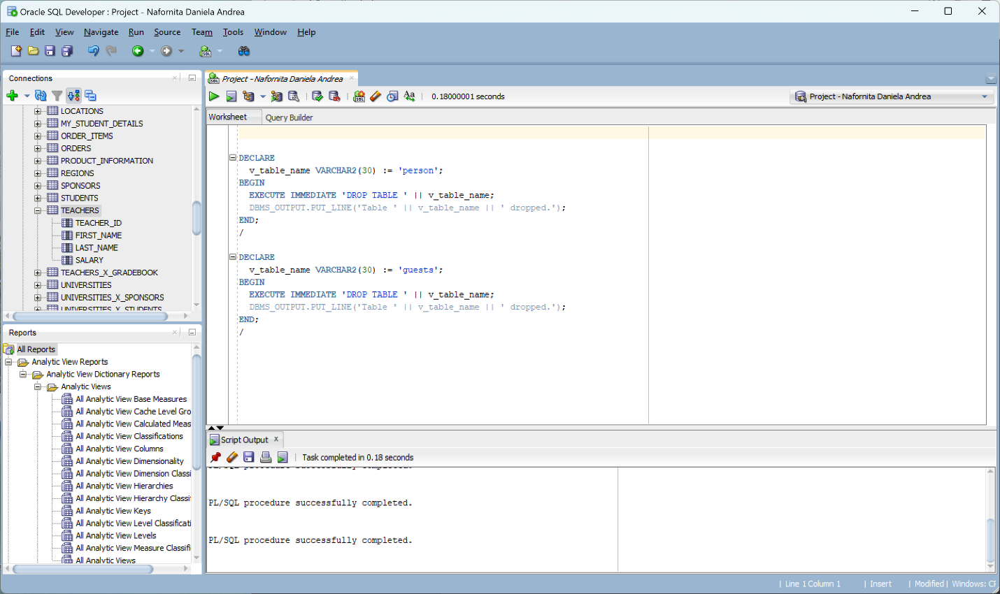 Oracle SQL Developer : Project - Nafornita Daniela Andrea
File Edit View Navigate Run Source Team Tools Window Help
Connections
LOCATIONS
MY_STUDENT_DETAILS
ORDER_ITEMS
ORDERS
PRODUCT_INFORMATION
REGIONS
SPONSORS
STUDENTS
TEACHERS
TEACHER_ID
FIRST_NAME
LAST_NAME
SALARY
TEACHERS_X_GRADEBOOK
UNIVERSITIES
UNIVERSITIES_X_SPONSORS
UNIVERSITIES_X_STUDENTS
Reports
All Reports
Analytic View Reports
Analytic View Dictionary Reports
Analytic Views
All Analytic View Base Measures
All Analytic View Cache Level Gro
All Analytic View Calculated Meas
All Analytic View Classifications
All Analytic View Columns
All Analytic View Dimensionality
All Analytic View Dimension Classi
All Analytic View Hierarchies
All Analytic View Hierarchy Classif
All Analytic View Keys
All Analytic View Level Classificati
All Analytic View Levels
All Analytic View Measure Classifi
All Analytic Views
Project - Nafornita Daniela Andrea
0.18000001 seconds
Project - Nafornita Daniela Andrea
Worksheet Query Builder
DECLARE
v_table_name VARCHAR2(30) := 'person';
BEGIN
EXECUTE IMMEDIATE 'DROP TABLE ' || v_table_name;
DBMS_OUTPUT.PUT_LINE('Table ' || v_table_name || ' dropped.');
END;
/
DECLARE
v_table_name VARCHAR2(30) := 'guests';
BEGIN
EXECUTE IMMEDIATE 'DROP TABLE ' || v_table_name;
DBMS_OUTPUT.PUT_LINE('Table ' || v_table_name || ' dropped.');
END;
/
Script Output
Task completed in 0.18 seconds
PL/SQL procedure successfully completed.
PL/SQL procedure successfully completed.
PL/SQL procedure successfully completed.
| Line 1 Column 1 | Insert | Modified | Windows: CF